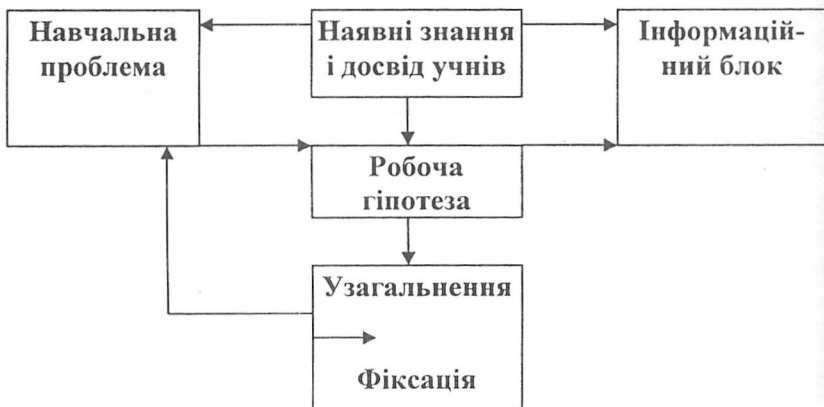 Навчальна
проблема
Наявні знання
і досвід учнів
Інформацій-
ний блок
Робоча
гіпотеза
Узагальнення
Фіксація